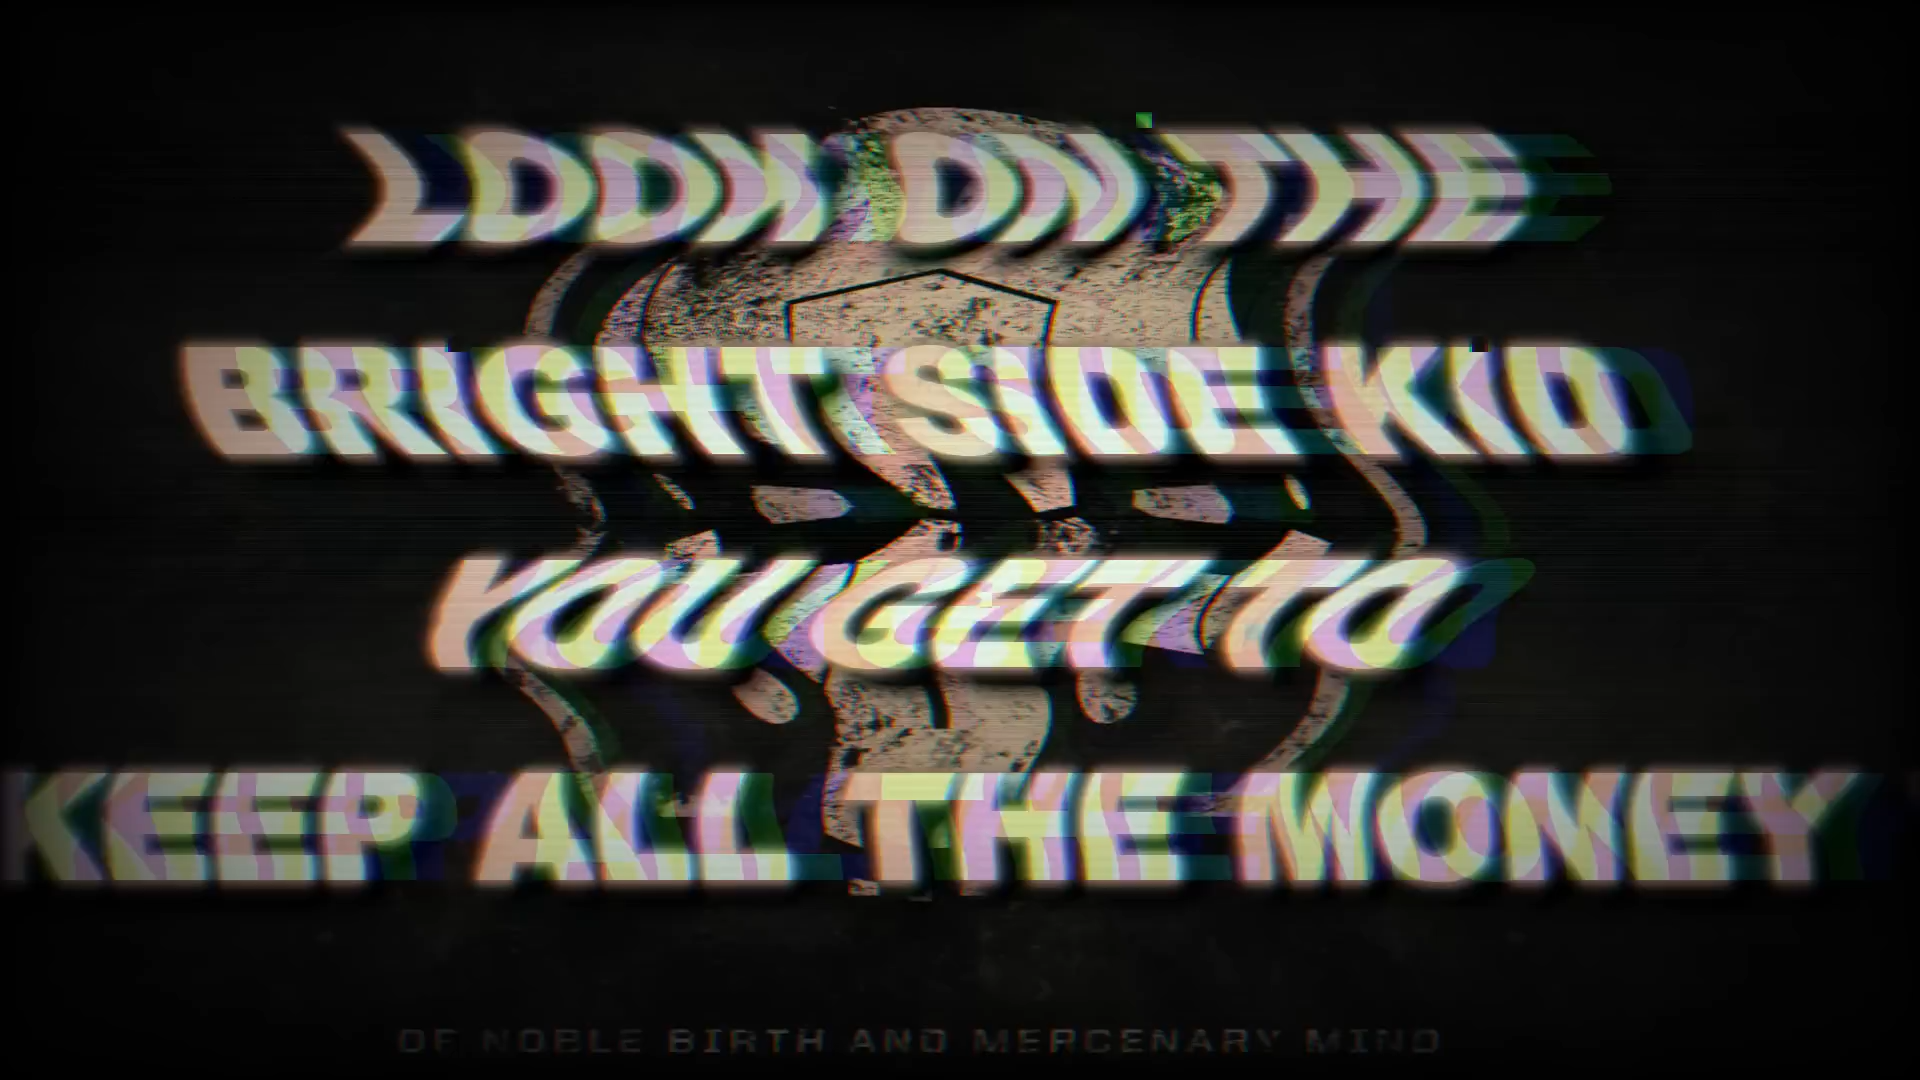 LOOK ON THE
BRIGHT SIDE KID
YOU GET TO
KEEP ALL THE MONEY
OF NOBLE BIRTH AND MERCENARY MIND